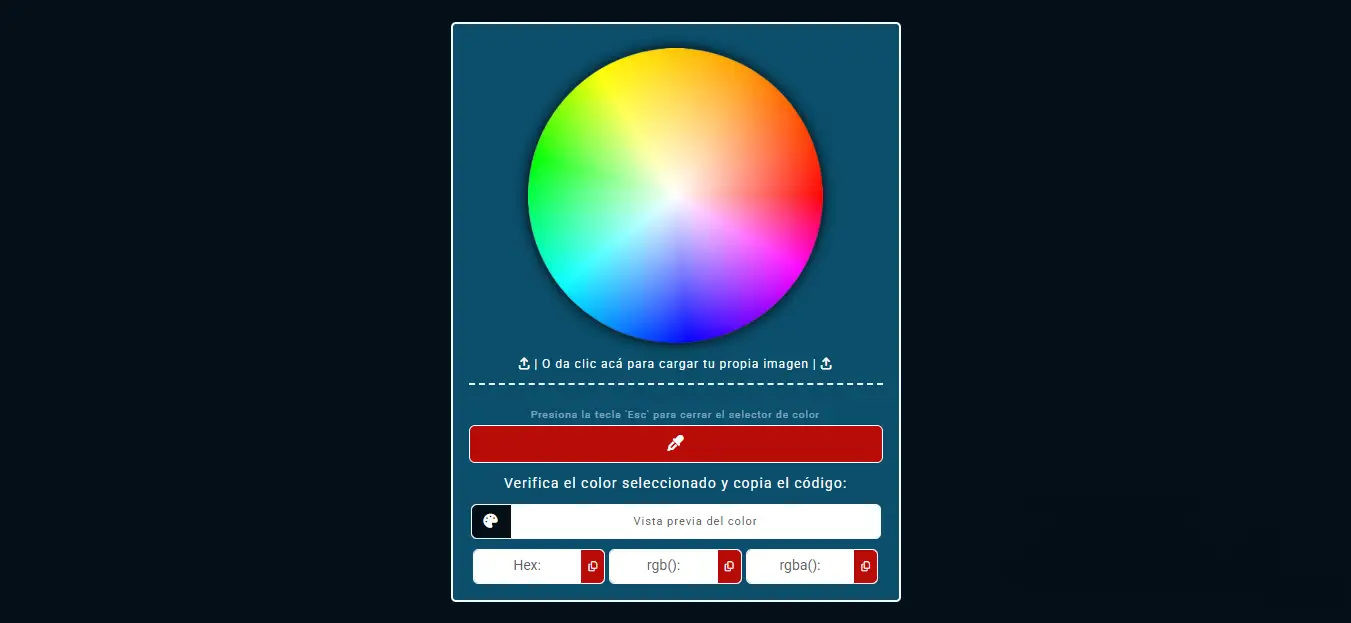 | O da clic acá para cargar tu propia imagen |
Presiona la tecla 'Esc' para cerrar el selector de color
Verifica el color seleccionado y copia el código:
Vista previa del color
Hex: rgb(): rgba():